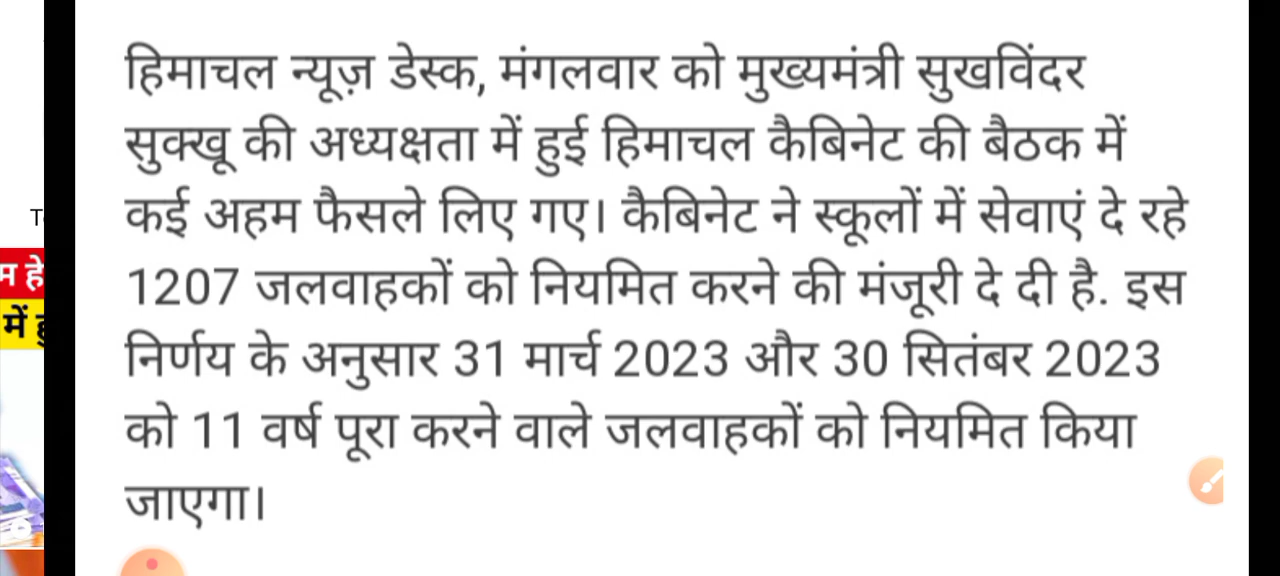 हिमाचल न्यूज़ डेस्क, मंगलवार को मुख्यमंत्री सुखविंदर
सुक्खू की अध्यक्षता में हुई हिमाचल कैबिनेट की बैठक में
कई अहम फैसले लिए गए। कैबिनेट ने स्कूलों में सेवाएं दे रहे
1207 जलवाहकों को नियमित करने की मंजूरी दे दी है. इस
निर्णय के अनुसार 31 मार्च 2023 और 30 सितंबर 2023
को 11 वर्ष पूरा करने वाले जलवाहकों को नियमित किया
जाएगा।
में